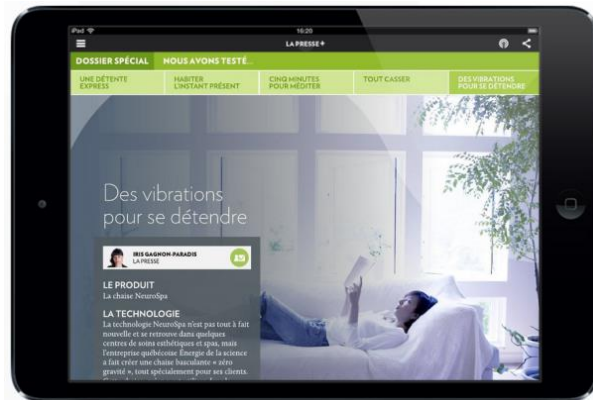 iPad 16:20
LA PRESSE+
DOSSIER SPÉCIAL NOUS AVONS TESTÉ...
UNE DÉTENTE
EXPRESS
HABITER
L'INSTANT PRÉSENT
CINQ MINUTES
POUR MÉDITER
TOUT CASSER
DES VIBRATIONS
POUR SE DÉTENDRE
Des vibrations
pour se détendre
IRIS GAGNON-PARADIS
LA PRESSE
LE PRODUIT
La chaise NeuroSpa
LA TECHNOLOGIE
La technologie NeuroSpa n'est pas tout à fait
nouvelle et se retrouve dans quelques
centres de soins esthétiques et spas, mais
l'entreprise québécoise Énergie de la science
a fait créer une chaise basculante « zéro
gravité », tout spécialement pour ses clients.